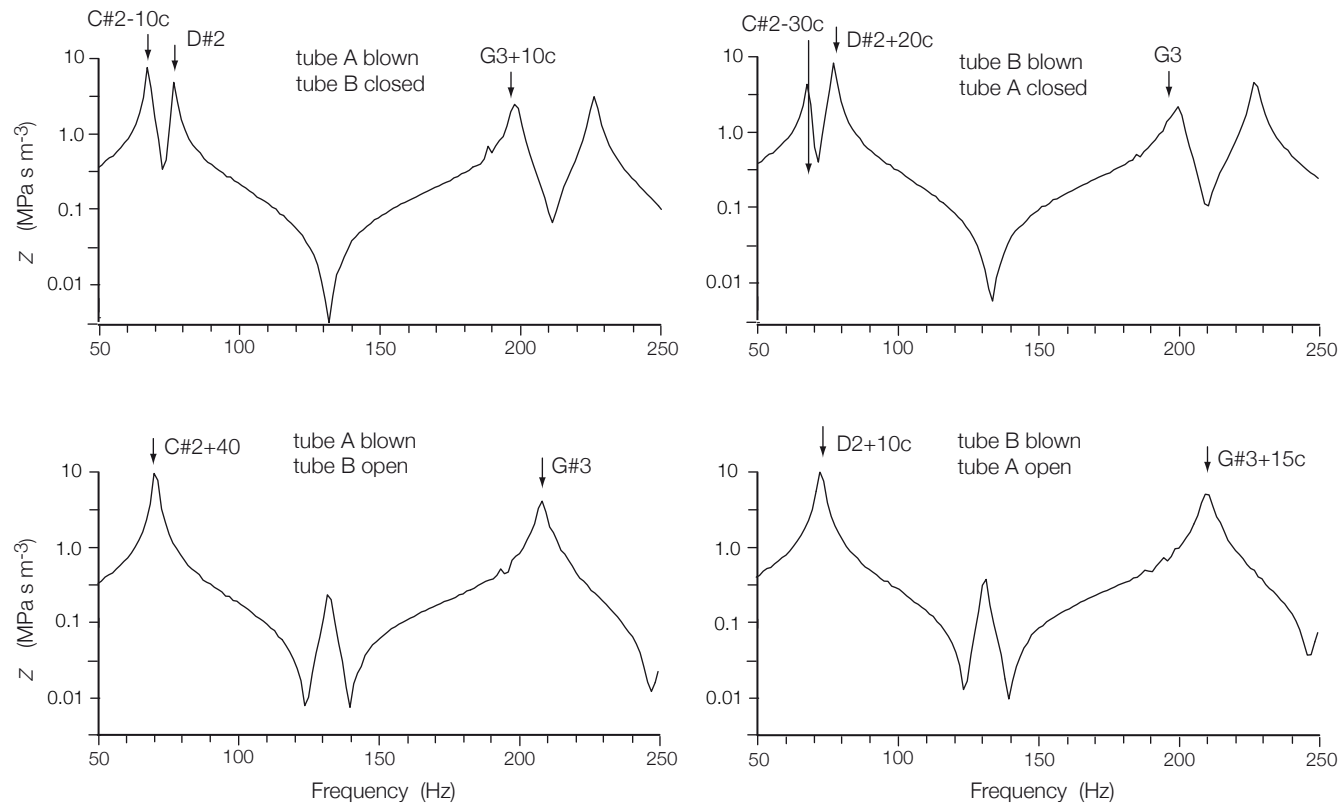 C#2-10c
D#2
tube A blown
tube B closed
G3+10c
10
1.0
0.1
0.01
Z (MPa s m-3)
50 100 150 200 250
C#2-30c
D#2+20c
tube B blown
tube A closed
G3
10
1.0
0.1
0.01
50 100 150 200 250
C#2+40
tube A blown
tube B open
G#3
10
1.0
0.1
0.01
Z (MPa s m-3)
50 100 150 200 250
Frequency (Hz)
D2+10c
tube B blown
tube A open
G#3+15c
10
1.0
0.1
0.01
50 100 150 200 250
Frequency (Hz)